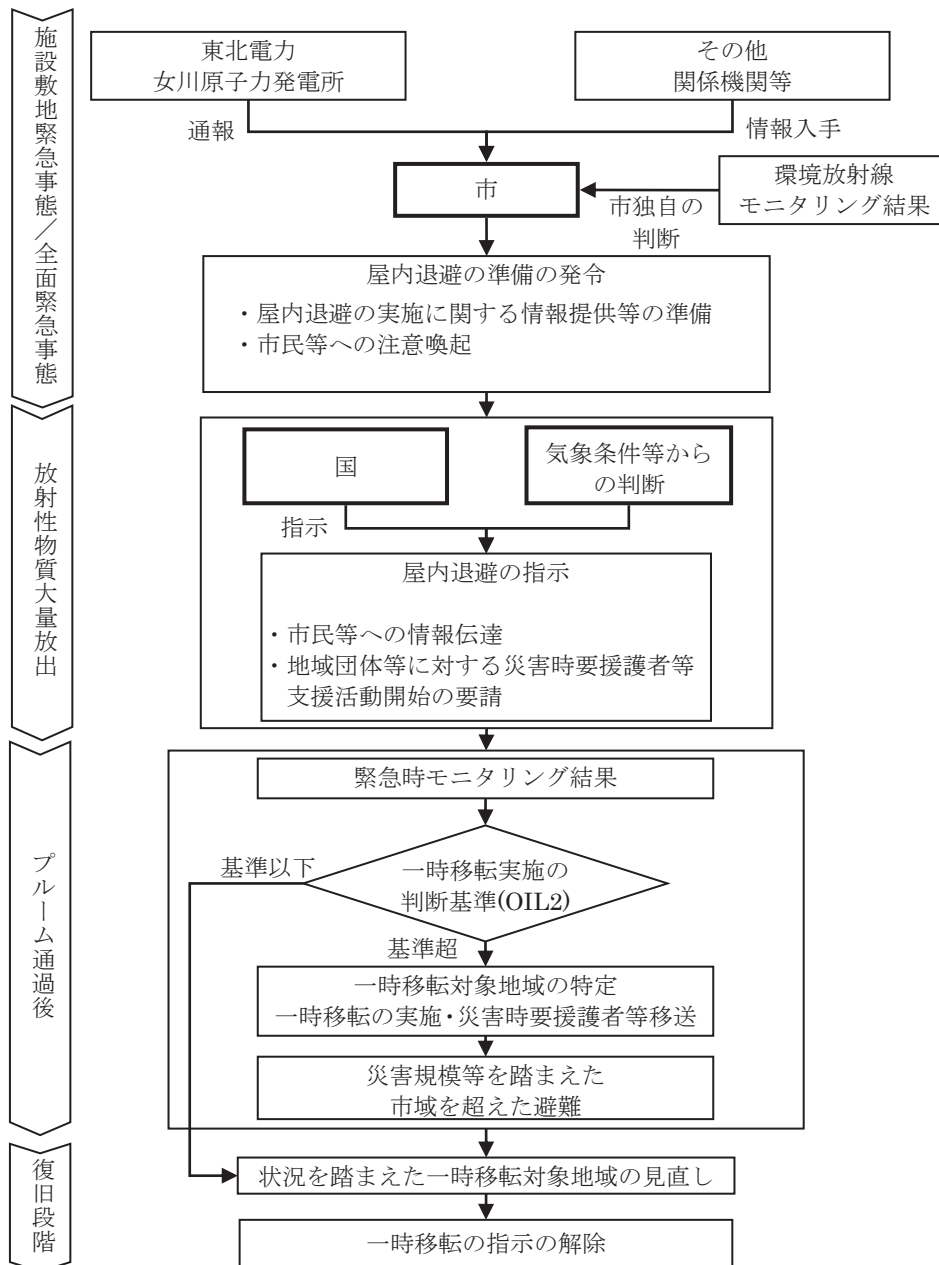 施設敷地緊急事態／全面緊急事態
東北電力
女川原子力発電所
その他
関係機関等
通報
情報入手
市
環境放射線
モニタリング結果
市独自の
判断
屋内退避の準備の発令
・屋内退避の実施に関する情報提供等の準備
・市民等への注意喚起
放射性物質大量放出
国
気象条件等から
の判断
指示
屋内退避の指示
・市民等への情報伝達
・地域団体等に対する災害時要援護者等
支援活動開始の要請
プルーム通過後
緊急時モニタリング結果
基準以下
一時移転実施の
判断基準(OIL2)
基準超
一時移転対象地域の特定
一時移転の実施・災害時要援護者等移送
災害規模等を踏まえた
市域を超えた避難
復旧段階
状況を踏まえた一時移転対象地域の見直し
一時移転の指示の解除